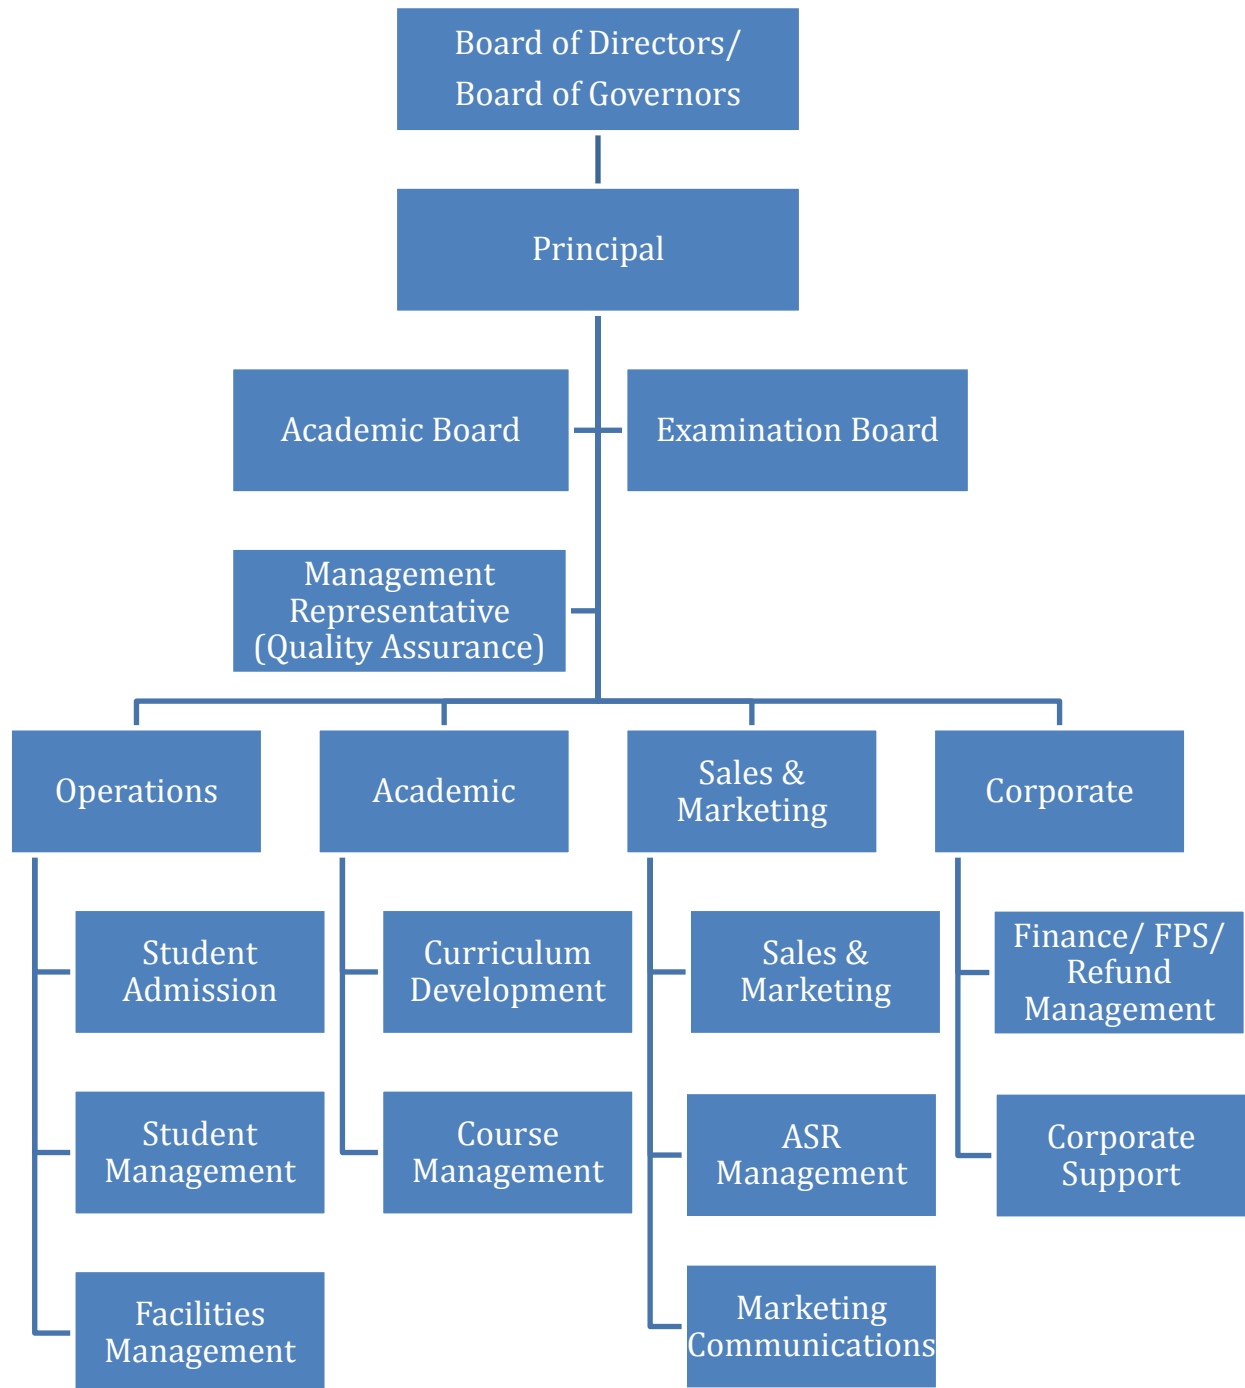 Board of Directors/
Board of Governors
Principal
Academic Board
Examination Board
Management
Representative
(Quality Assurance)
Operations
Academic
Sales &
Marketing
Corporate
Student
Admission
Curriculum
Development
Sales &
Marketing
Finance/ FPS/
Refund
Management
Student
Management
Course
Management
ASR
Management
Corporate
Support
Facilities
Management
Marketing
Communications